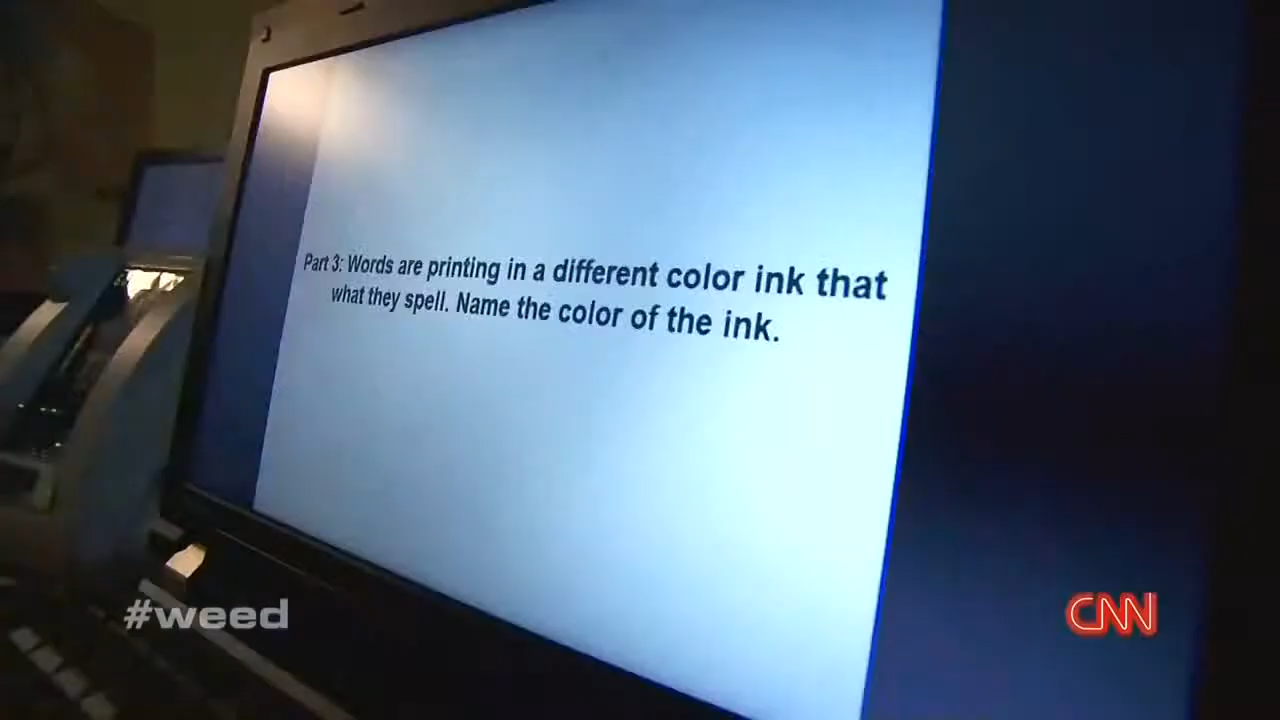 Part 3: Words are printing in a different color ink that
what they spell. Name the color of the ink.
#weed
CNN